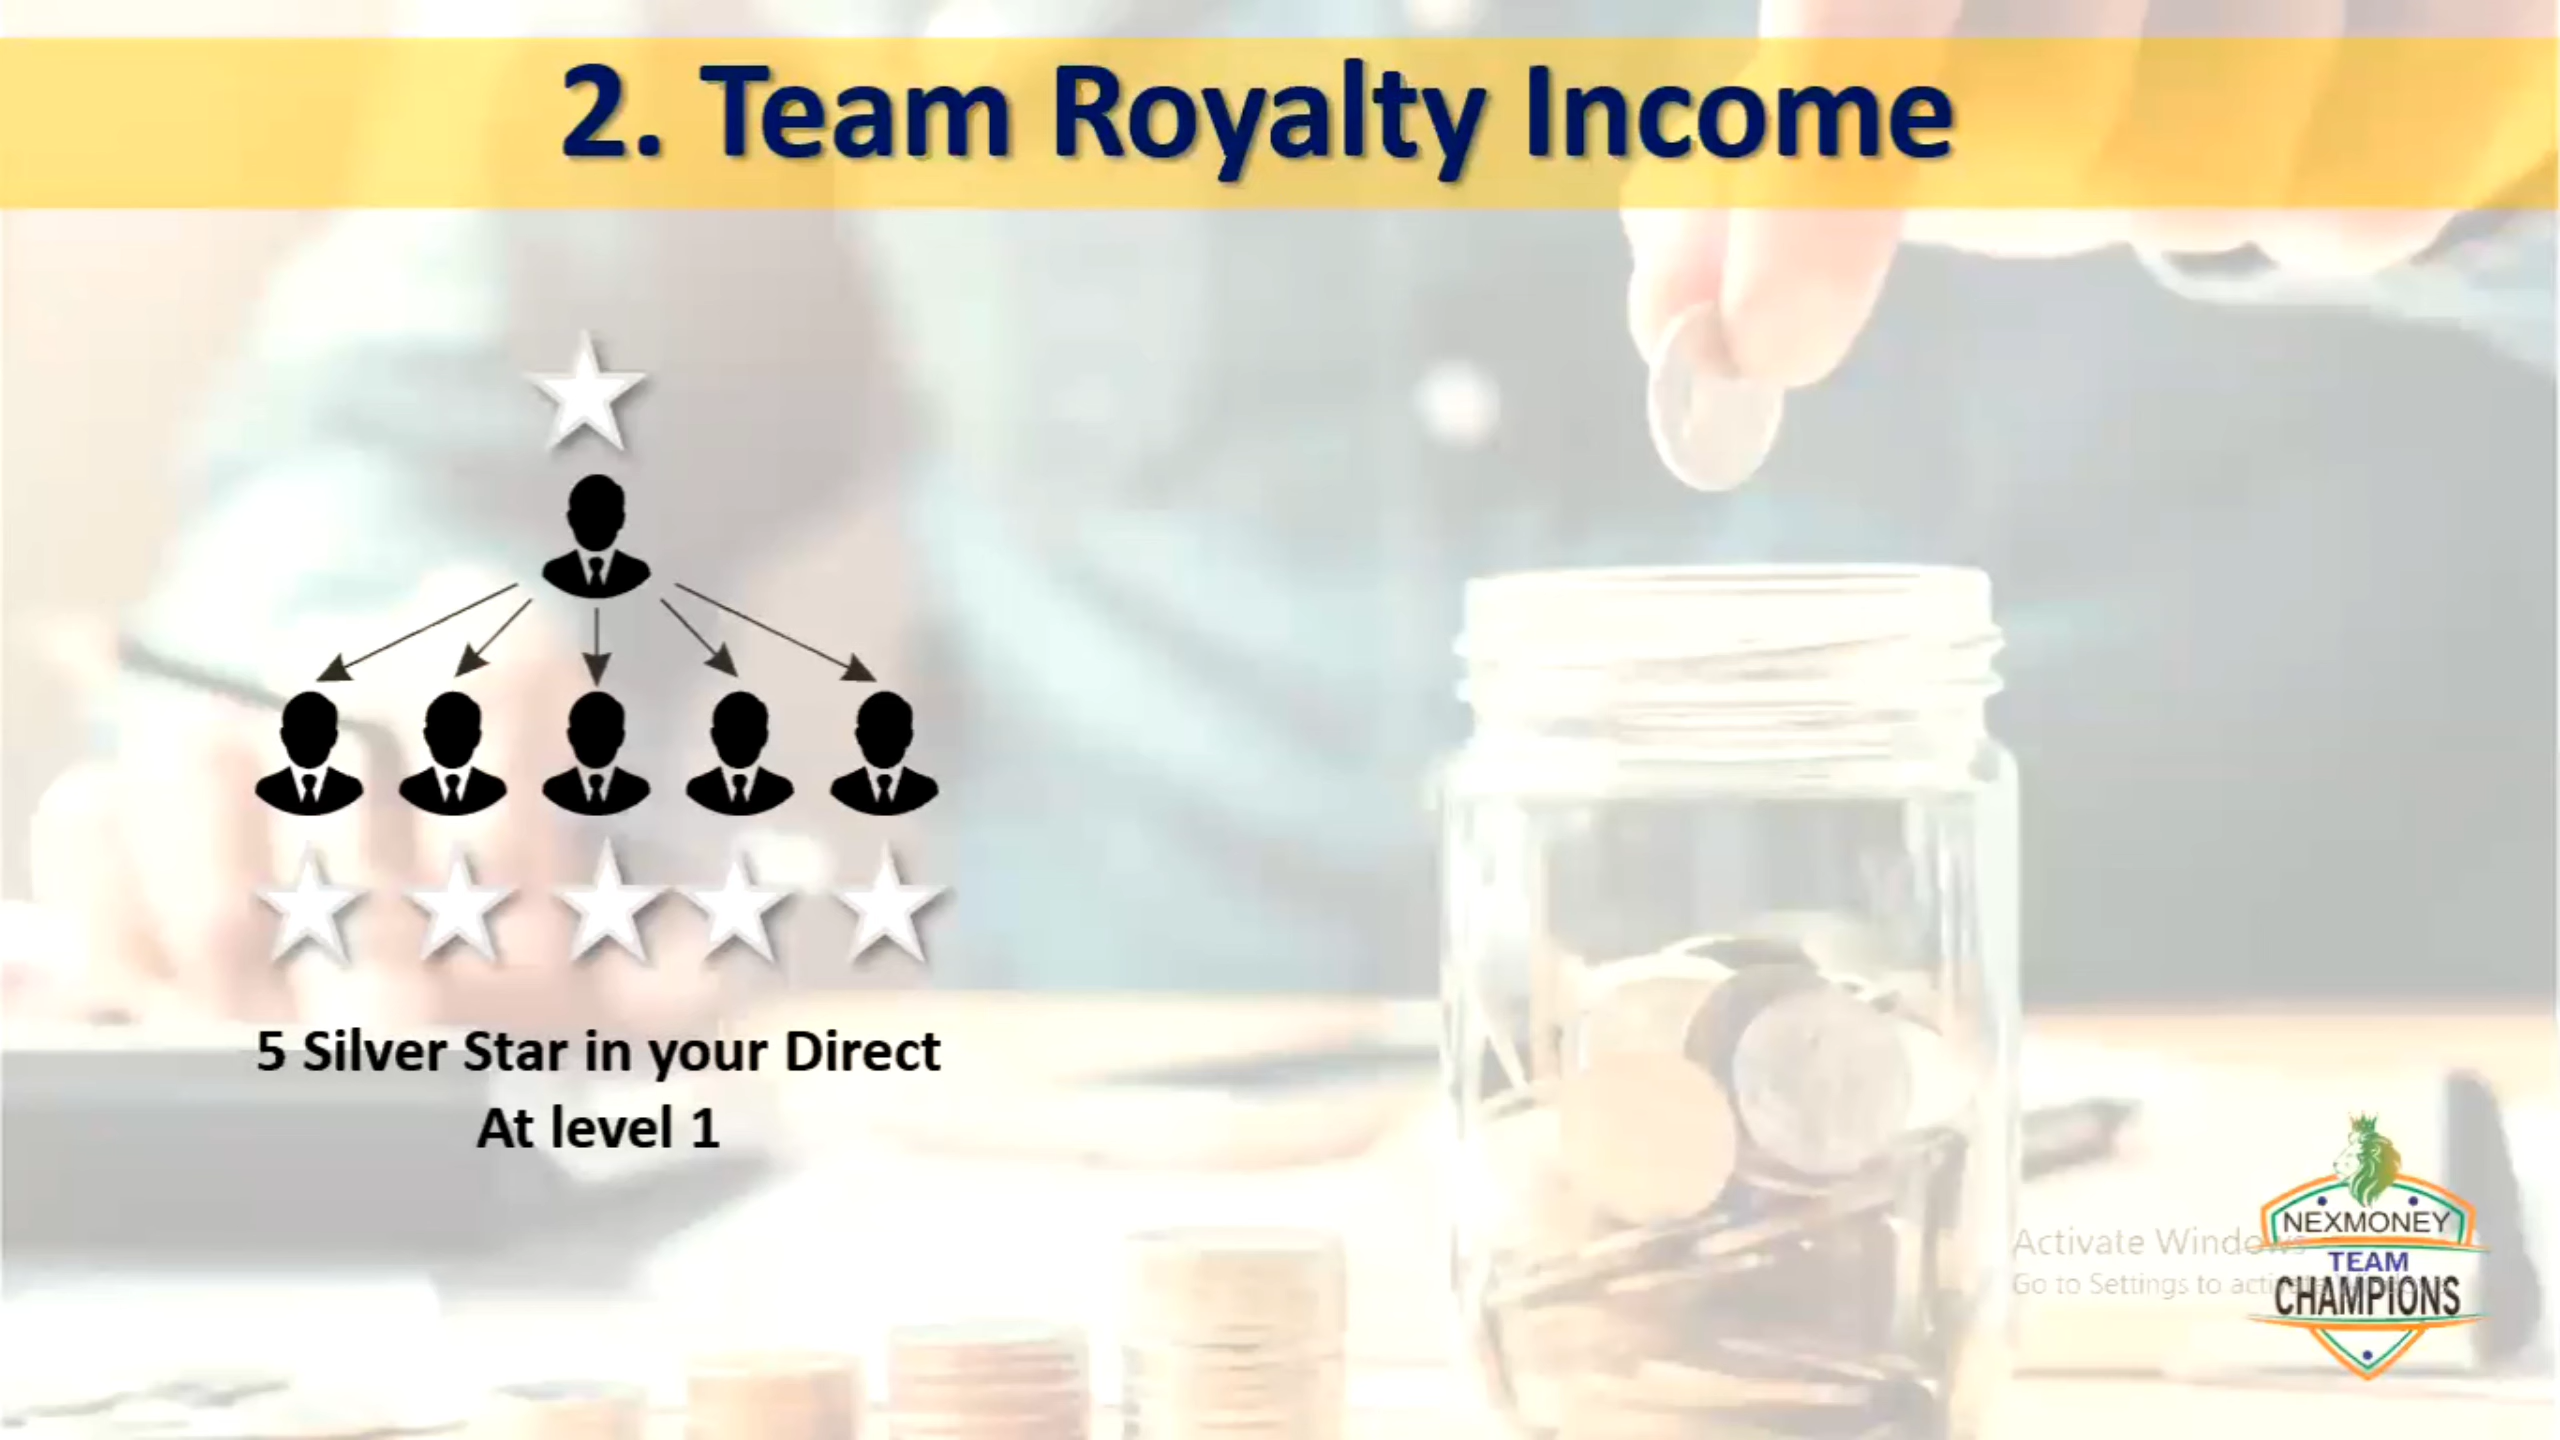 2. Team Royalty Income
5 Silver Star in your Direct
At level 1
Activate Windows
Go to Settings to
NEXMONEY
TEAM
CHAMPIONS